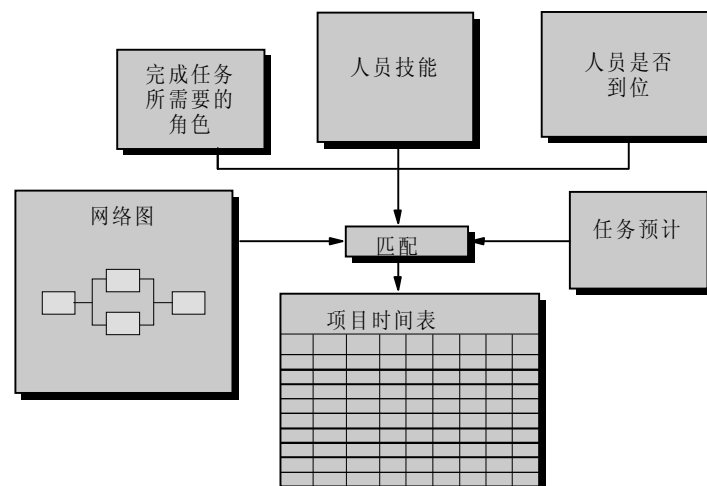 完成任务
所需要的
角色
人员技能
人员是否
到位
网络图
匹配
任务预计
项目时间表